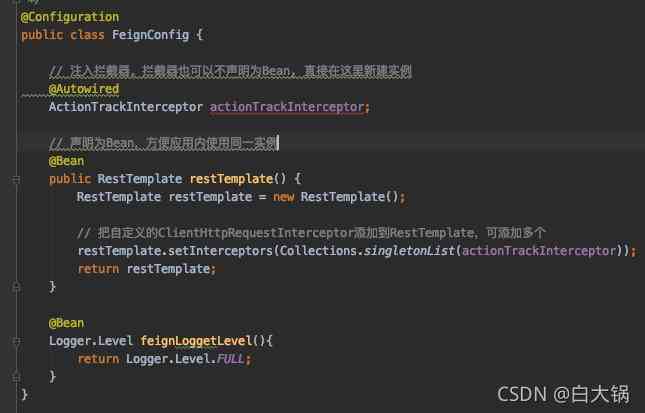 */
@Configuration
public class FeignConfig {
// 注入拦截器，拦截器也可以不声明为Bean，直接在这里新建实例
@Autowired
ActionTrackInterceptor actionTrackInterceptor;
// 声明为Bean，方便应用内使用同一实例
@Bean
public RestTemplate restTemplate() {
RestTemplate restTemplate = new RestTemplate();
// 把自定义的ClientHttpRequestInterceptor添加到RestTemplate，可添加多个
restTemplate.setInterceptors(Collections.singletonList(actionTrackInterceptor));
return restTemplate;
}
@Bean
Logger.Level feignLoggetLevel(){
return Logger.Level.FULL;
}
}
CSDN @白大锅